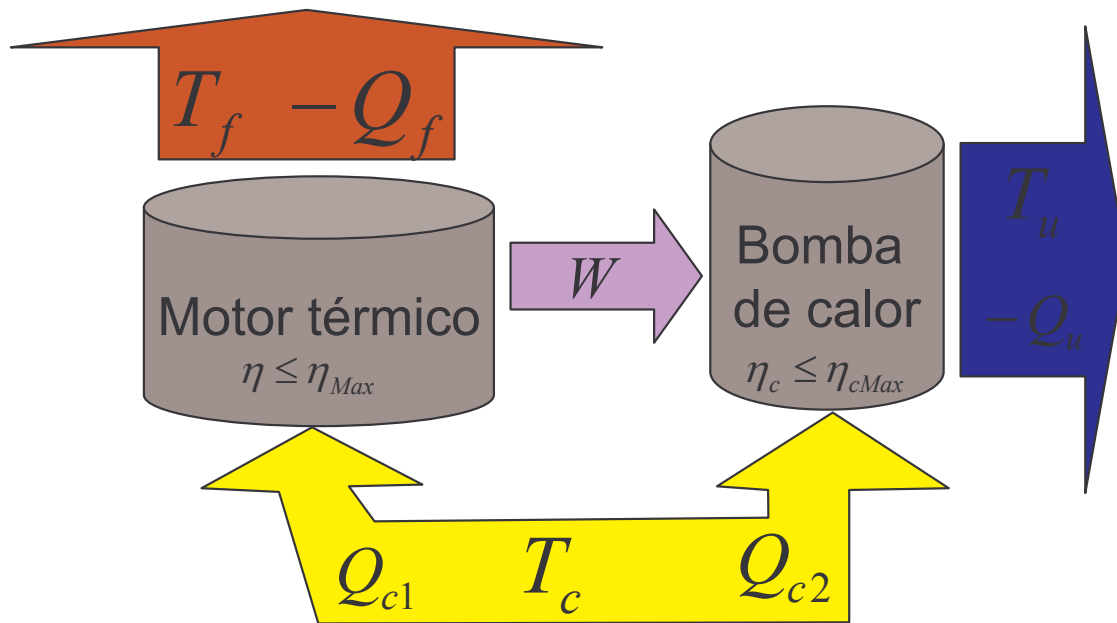 T_f −Q_f
Motor térmico
η ≤ η_Max
W
Bomba
de calor
η_c ≤ η_cMax
T_u
−Q_u
Q_c1 T_c Q_c2